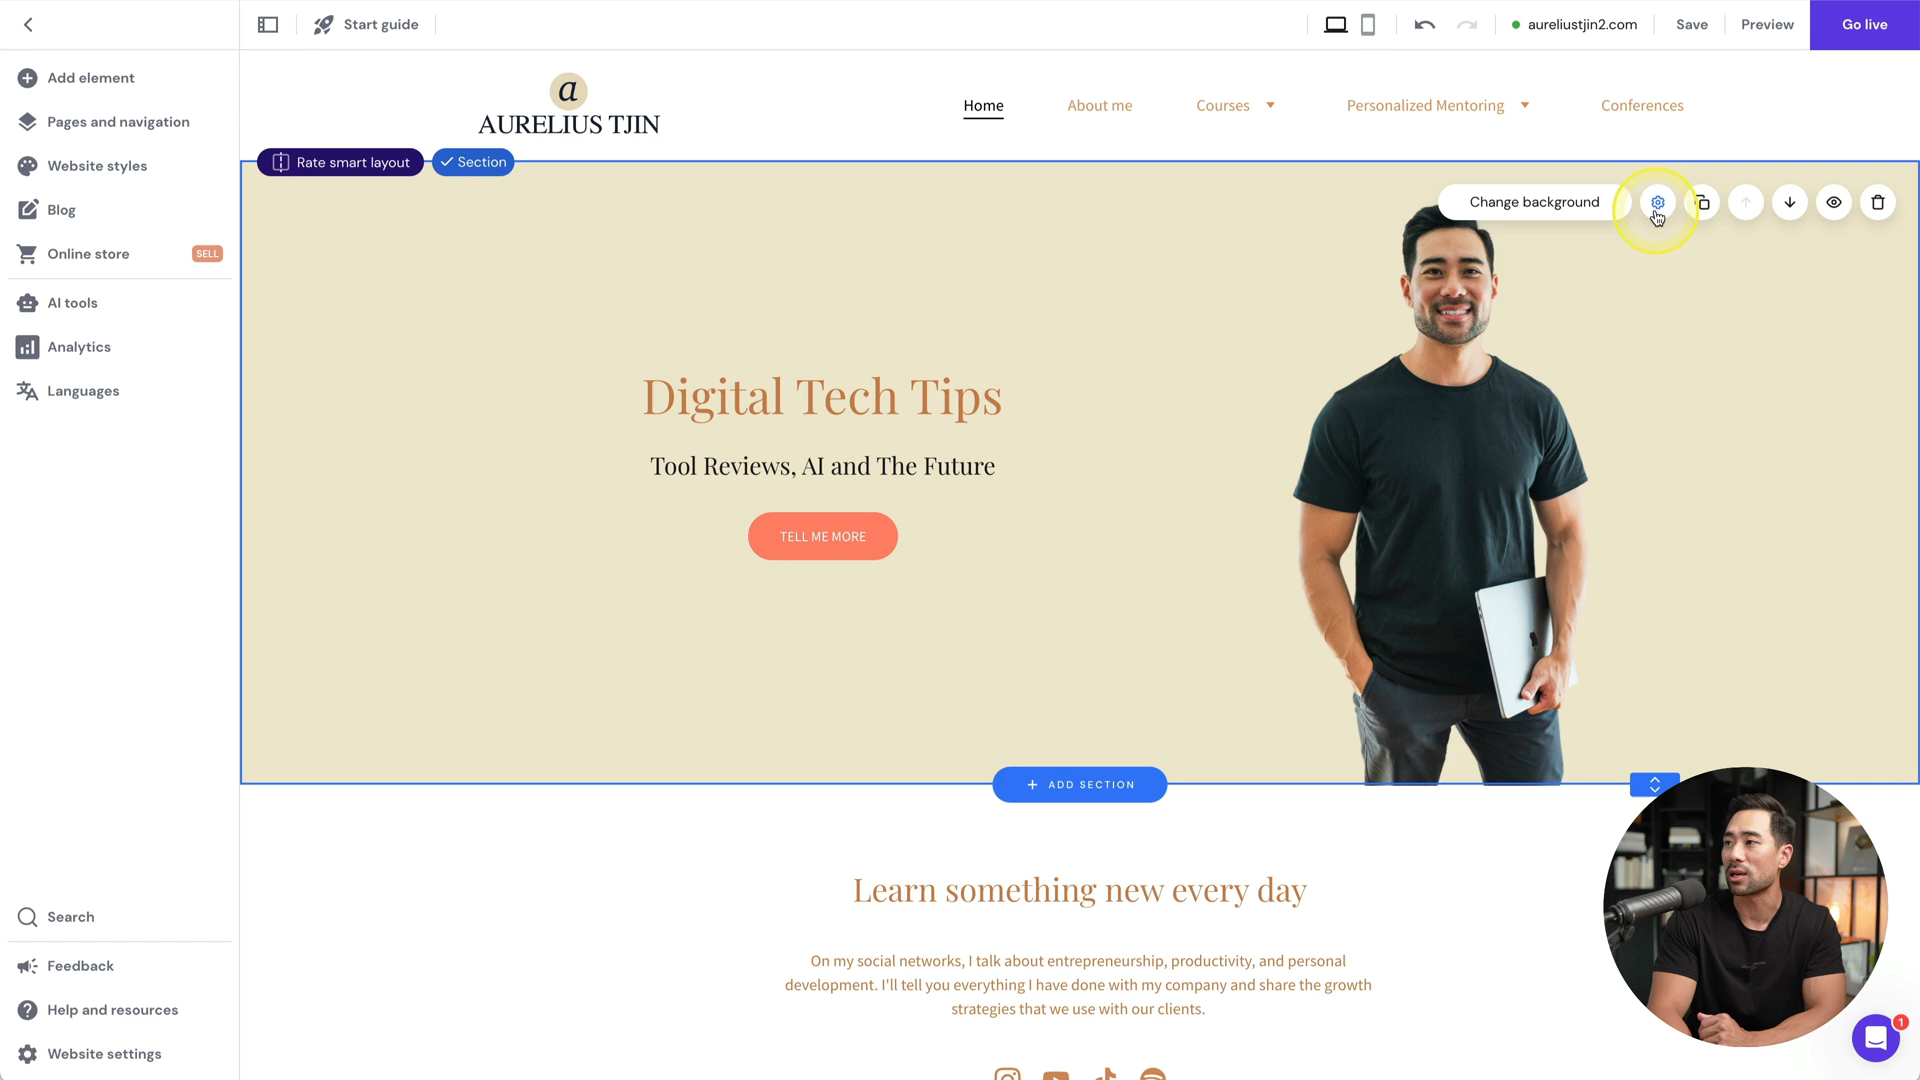 Start guide
aureliustjin2.com
Save
Preview
Go live
Add element
Pages and navigation
Website styles
Blog
Online store
SELL
AI tools
Analytics
Languages
Search
Feedback
Help and resources
Website settings
a
AURELIUS TJIN
Home
About me
Courses
Personalized Mentoring
Conferences
Rate smart layout
Section
Change background
Digital Tech Tips
Tool Reviews, AI and The Future
TELL ME MORE
ADD SECTION
Learn something new every day
On my social networks, I talk about entrepreneurship, productivity, and personal
development. I'll tell you everything I have done with my company and share the growth
strategies that we use with our clients.
1